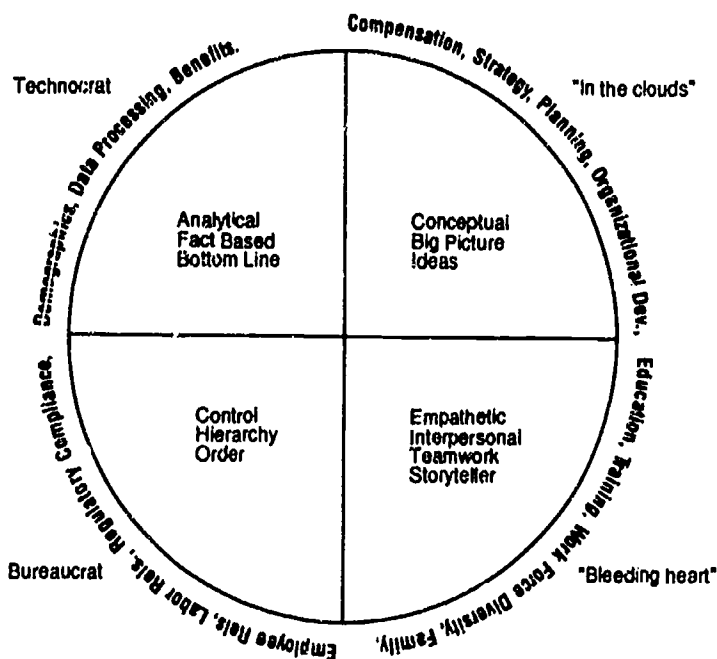 Compensation, Strategy, Planning, Organizational Dev.,
Technocrat
"In the clouds"
Demographics, Data Processing, Benefits.
Analytical
Fact Based
Bottom Line
Conceptual
Big Picture
Ideas
Control
Hierarchy
Order
Empathetic
Interpersonal
Teamwork
Storyteller
Education, Training, Work Force Diversity, Family,
Employee Rels, Labor Rels., Regulatory Compliance,
Bureaucrat
"Bleeding heart"